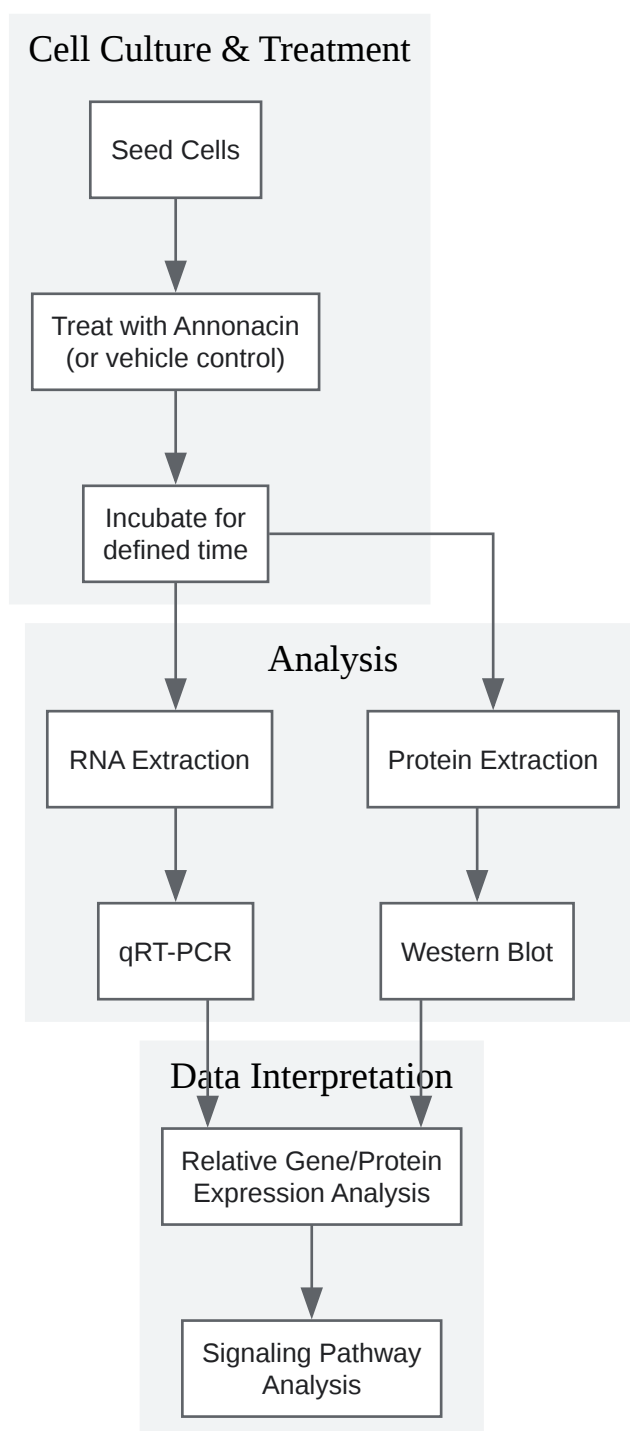 Cell Culture & Treatment
Seed Cells
Treat with Annonacin
(or vehicle control)
Incubate for
defined time
Analysis
RNA Extraction
Protein Extraction
qRT-PCR
Western Blot
Data Interpretation
Relative Gene/Protein
Expression Analysis
Signaling Pathway
Analysis